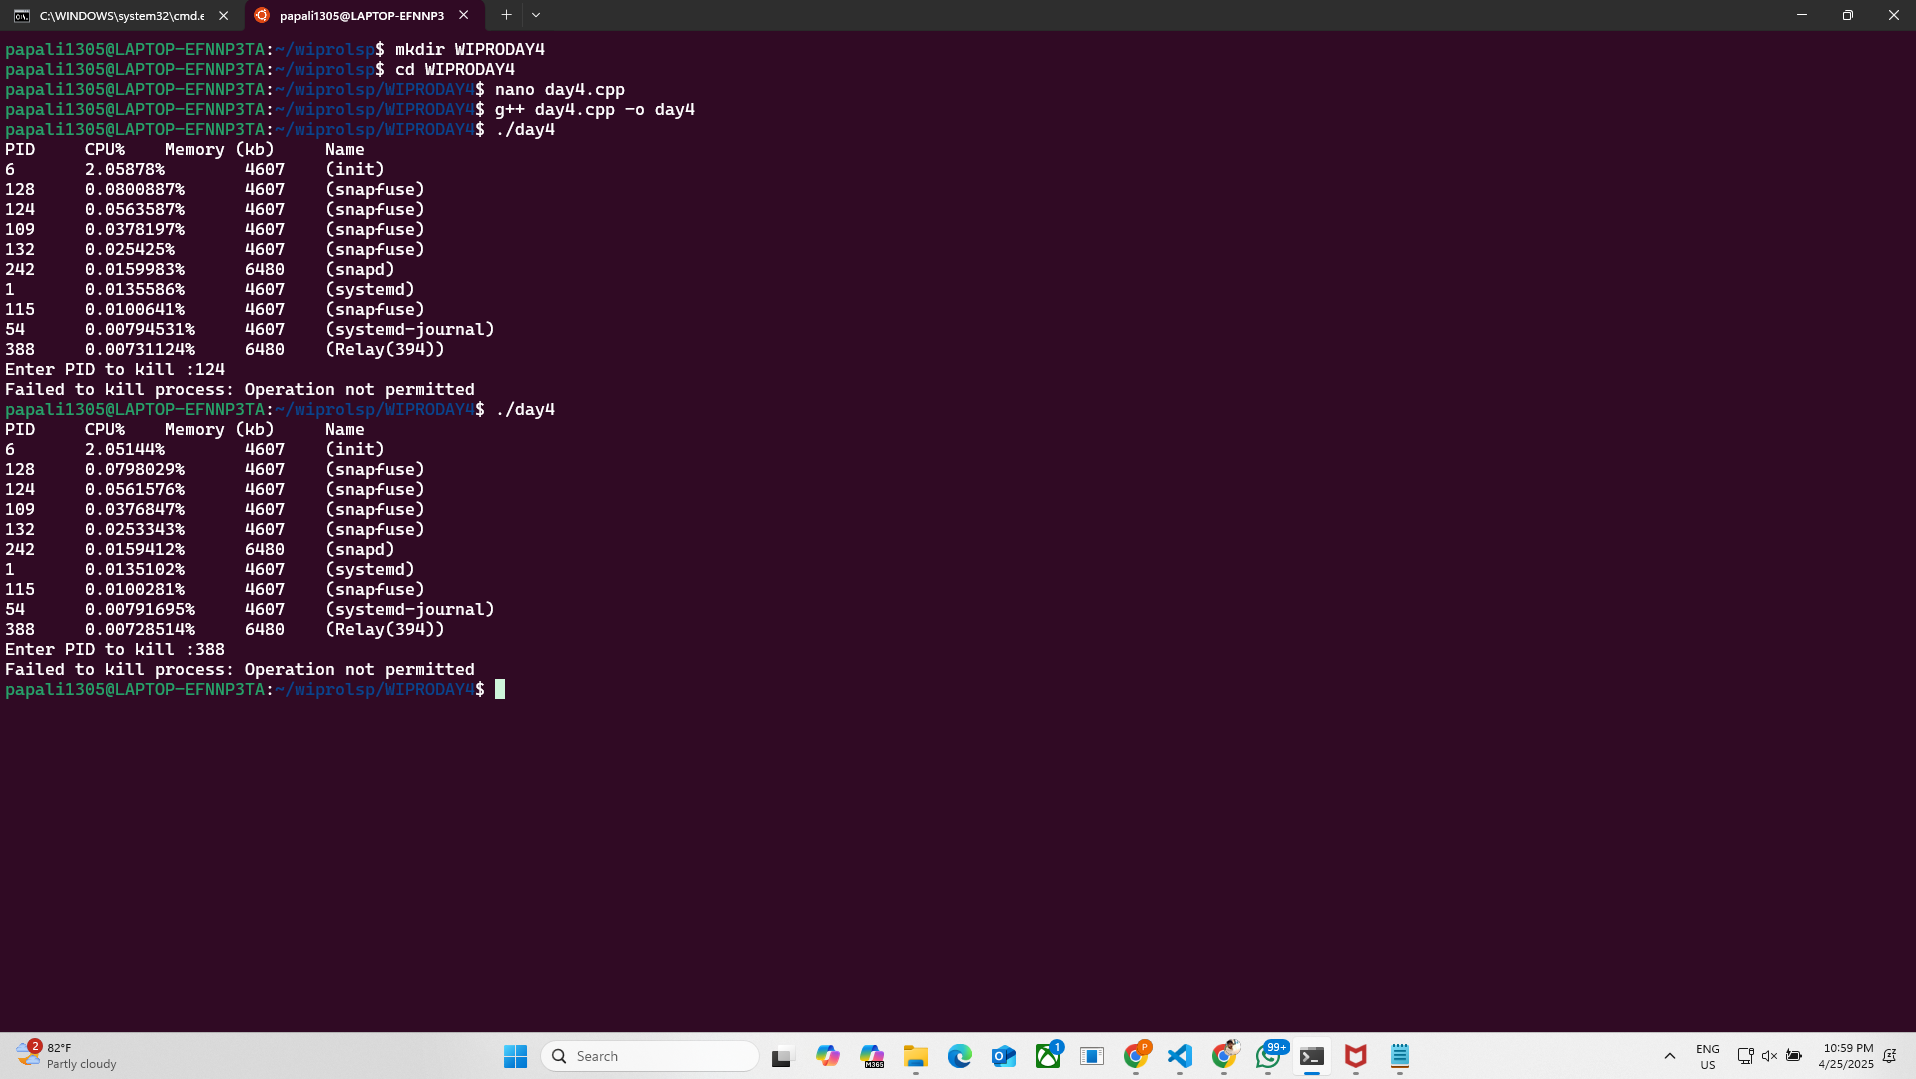 C:\WINDOWS\system32\cmd.e
papali1305@LAPTOP-EFNNP3
papali1305@LAPTOP-EFNNP3TA:~/wiprolsp$ mkdir WIPRODAY4
papali1305@LAPTOP-EFNNP3TA:~/wiprolsp$ cd WIPRODAY4
papali1305@LAPTOP-EFNNP3TA:~/wiprolsp/WIPRODAY4$ nano day4.cpp
papali1305@LAPTOP-EFNNP3TA:~/wiprolsp/WIPRODAY4$ g++ day4.cpp -o day4
papali1305@LAPTOP-EFNNP3TA:~/wiprolsp/WIPRODAY4$ ./day4
PID CPU% Memory (kb) Name
6 2.05878% 4607 (init)
128 0.0800887% 4607 (snapfuse)
124 0.0563587% 4607 (snapfuse)
109 0.0378197% 4607 (snapfuse)
132 0.025425% 4607 (snapfuse)
242 0.0159983% 6480 (snapd)
1 0.0135586% 4607 (systemd)
115 0.0100641% 4607 (snapfuse)
54 0.00794531% 4607 (systemd-journal)
388 0.00731124% 6480 (Relay(394))
Enter PID to kill :124
Failed to kill process: Operation not permitted
papali1305@LAPTOP-EFNNP3TA:~/wiprolsp/WIPRODAY4$ ./day4
PID CPU% Memory (kb) Name
6 2.05144% 4607 (init)
128 0.0798029% 4607 (snapfuse)
124 0.0561576% 4607 (snapfuse)
109 0.0376847% 4607 (snapfuse)
132 0.0253343% 4607 (snapfuse)
242 0.0159412% 6480 (snapd)
1 0.0135102% 4607 (systemd)
115 0.0100281% 4607 (snapfuse)
54 0.00791695% 4607 (systemd-journal)
388 0.00728514% 6480 (Relay(394))
Enter PID to kill :388
Failed to kill process: Operation not permitted
papali1305@LAPTOP-EFNNP3TA:~/wiprolsp/WIPRODAY4$
2
82°F
Partly cloudy
Search
M365
1
P
99+
ENG
US
10:59 PM
4/25/2025